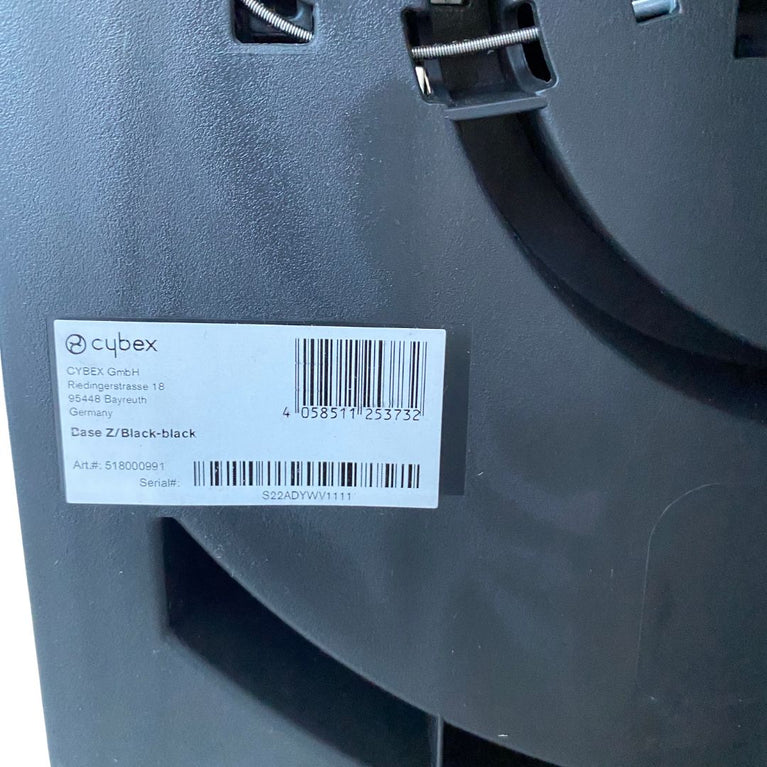 cybex
CYBEX GmbH
Riedingerstrasse 18
95448 Bayreuth
Germany
4 058511 253732
Base Z/Black-black
Art.#: 518000991
Serial#:
S22ADYWV1111